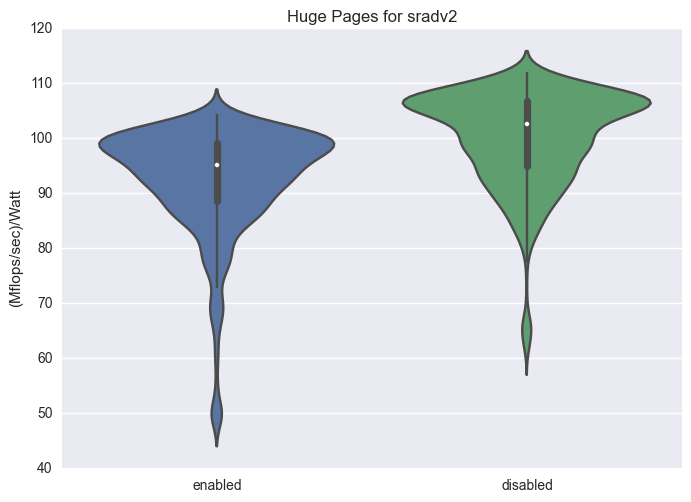 Huge Pages for sradv2
(Mflops/sec)/Watt
120
110
100
90
80
70
60
50
40
enabled
disabled